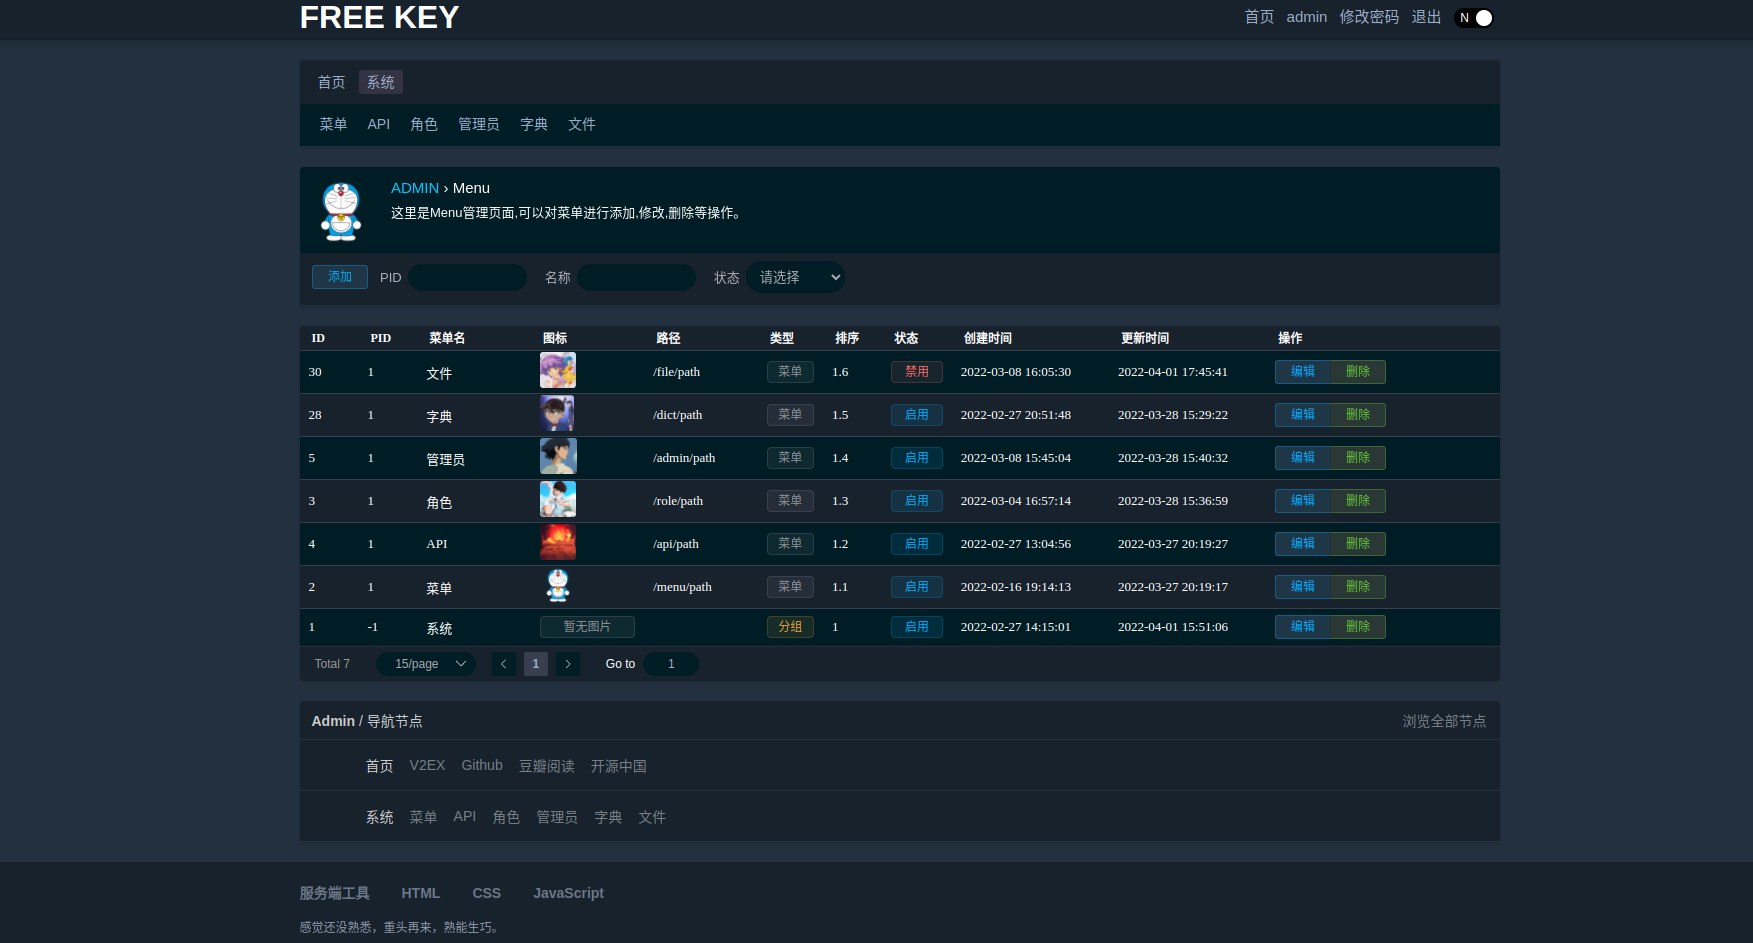 FREE KEY 首页 admin 修改密码 退出 N
首页 系统
菜单 API 角色 管理员 字典 文件
ADMIN › Menu
这里是Menu管理页面,可以对菜单进行添加,修改,删除等操作。
添加 PID 名称 状态 请选择
ID PID 菜单名 图标 路径 类型 排序 状态 创建时间 更新时间 操作
30 1 文件 /file/path 菜单 1.6 禁用 2022-03-08 16:05:30 2022-04-01 17:45:41 编辑 删除
28 1 字典 /dict/path 菜单 1.5 启用 2022-02-27 20:51:48 2022-03-28 15:29:22 编辑 删除
5 1 管理员 /admin/path 菜单 1.4 启用 2022-03-08 15:45:04 2022-03-28 15:40:32 编辑 删除
3 1 角色 /role/path 菜单 1.3 启用 2022-03-04 16:57:14 2022-03-28 15:36:59 编辑 删除
4 1 API /api/path 菜单 1.2 启用 2022-02-27 13:04:56 2022-03-27 20:19:27 编辑 删除
2 1 菜单 /menu/path 菜单 1.1 启用 2022-02-16 19:14:13 2022-03-27 20:19:17 编辑 删除
1 -1 系统 暂无图片 分组 1 启用 2022-02-27 14:15:01 2022-04-01 15:51:06 编辑 删除
Total 7 15/page 1 Go to 1
Admin / 导航节点 浏览全部节点
首页 V2EX Github 豆瓣阅读 开源中国
系统 菜单 API 角色 管理员 字典 文件
服务端工具 HTML CSS JavaScript
感觉还没熟悉，重头再来，熟能生巧。